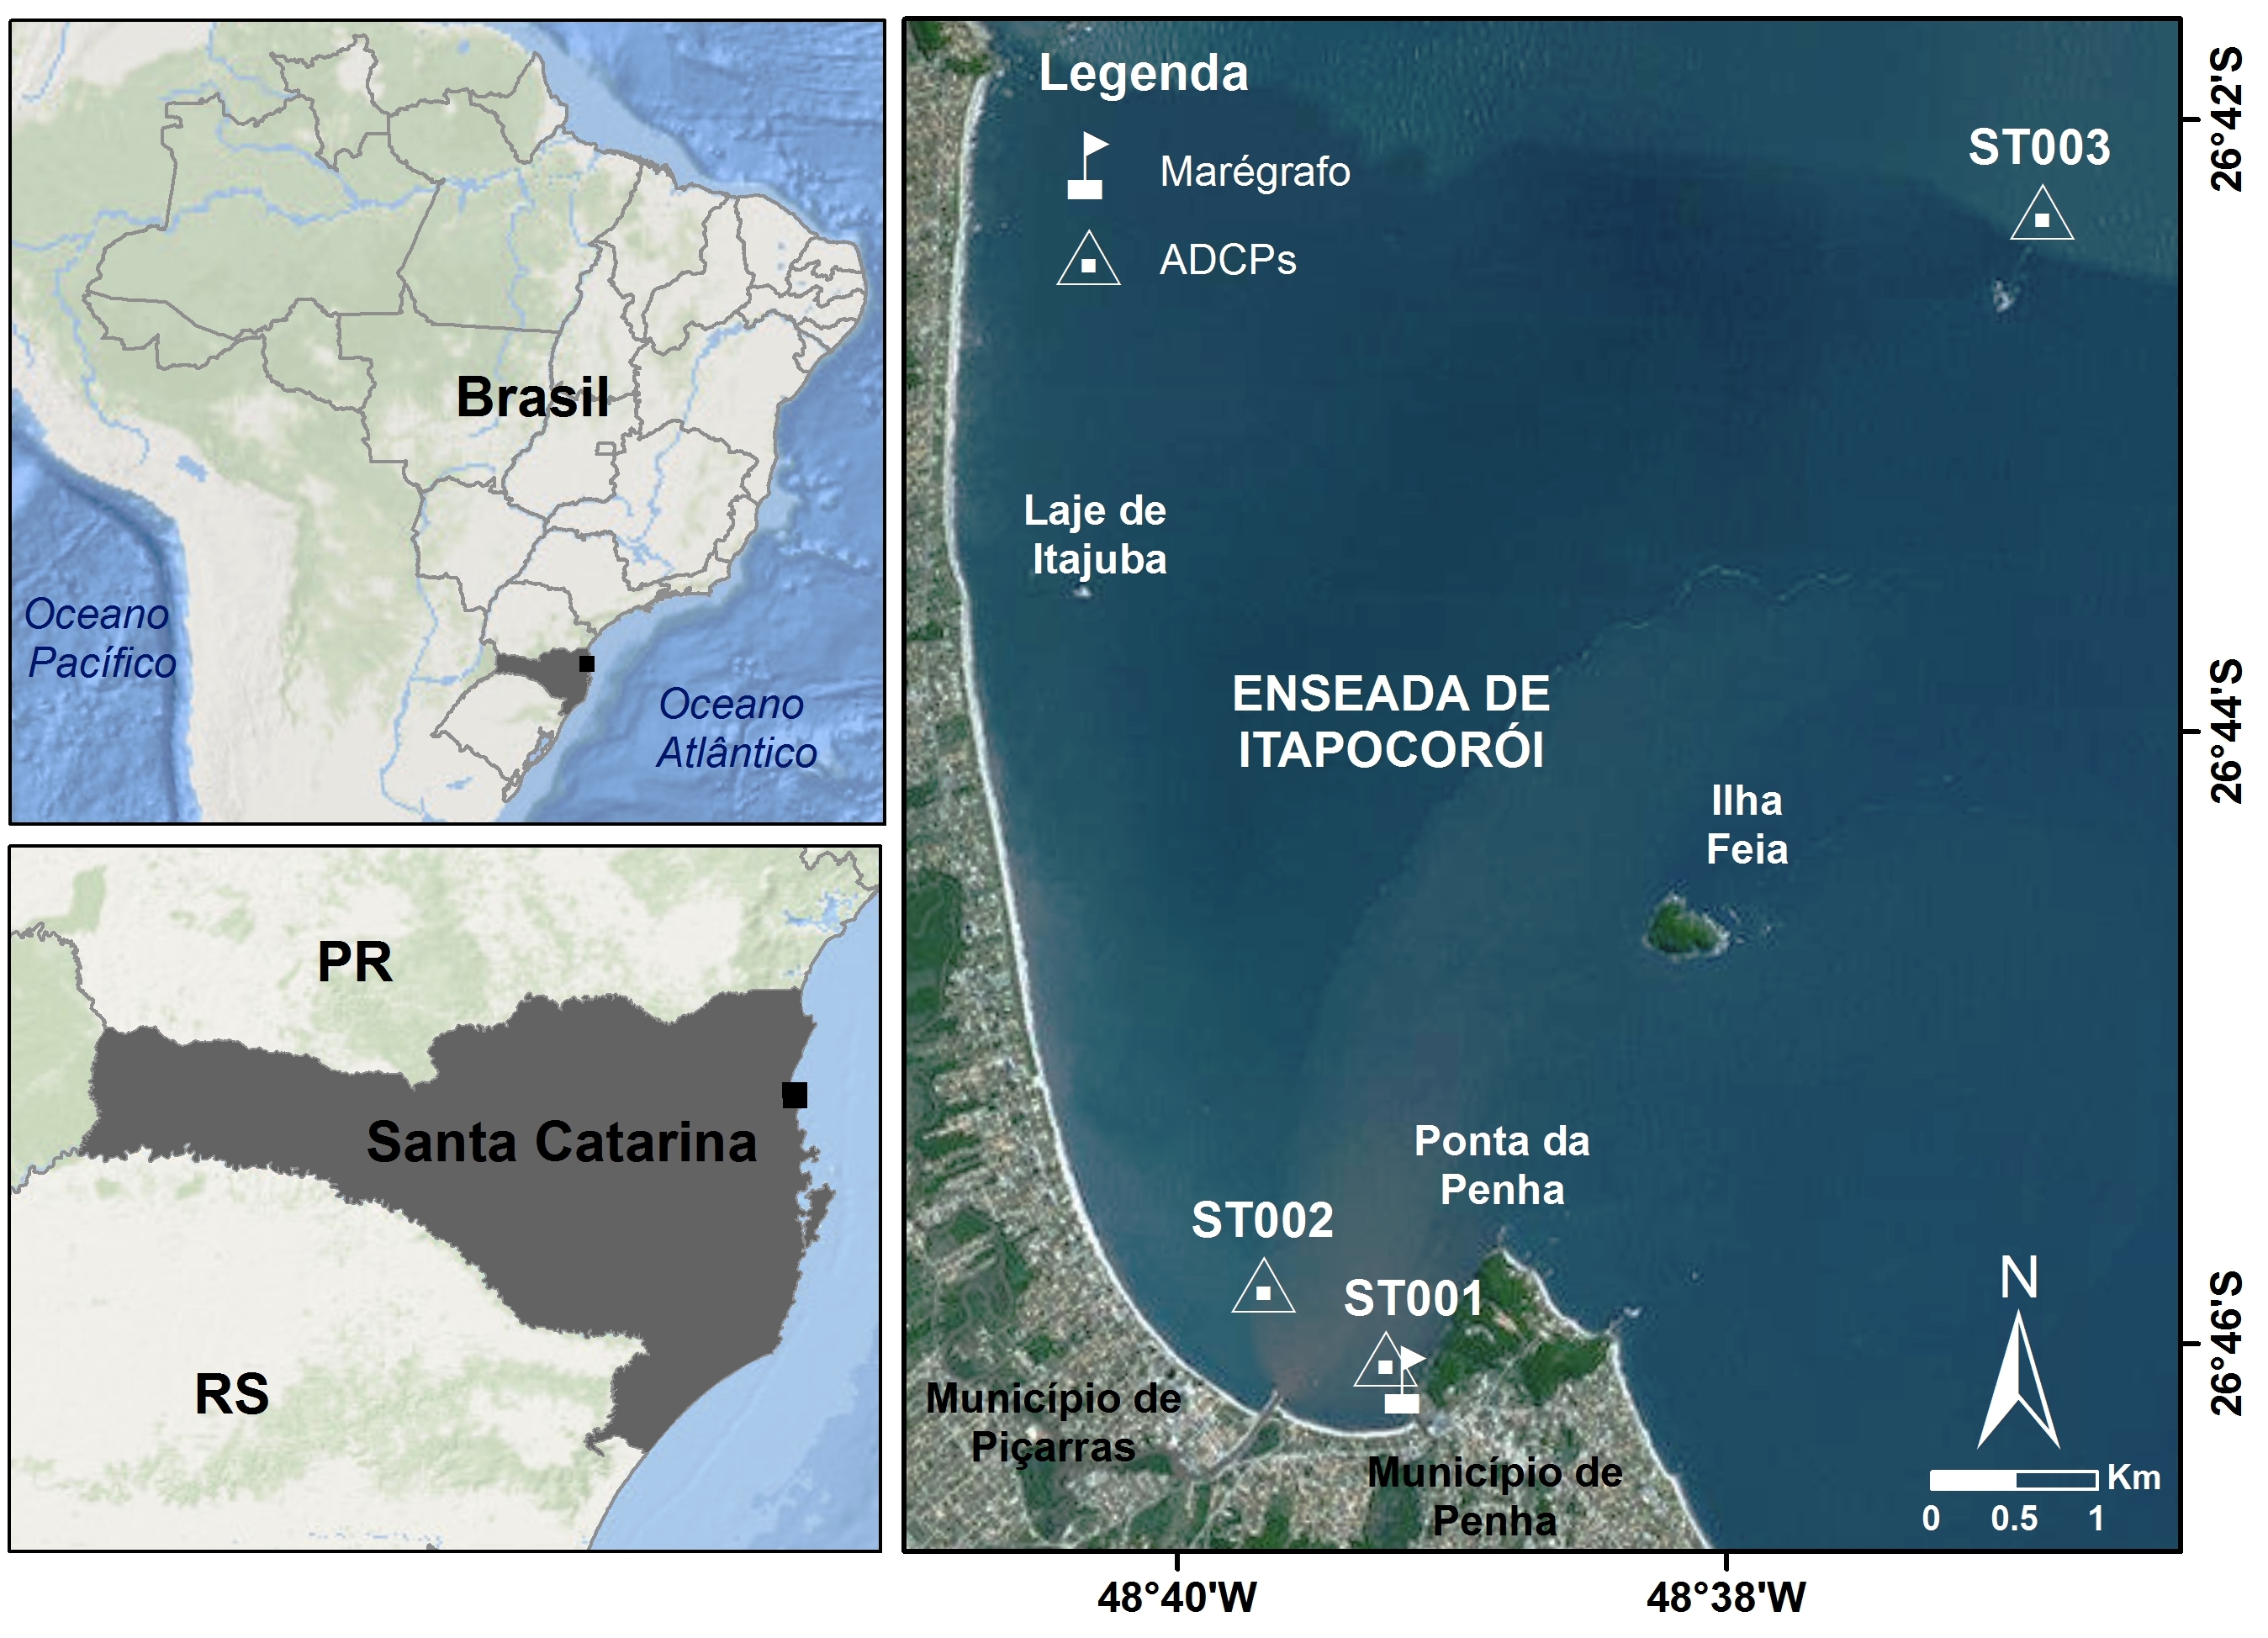 Brasil
Oceano
Pacífico
Oceano
Atlântico
PR
Santa Catarina
RS
Legenda
Marégrafo
ADCPs
ST003
Laje de
Itajuba
ENSEADA DE
ITAPOCORÓI
Ilha
Feia
Ponta da
Penha
ST002
ST001
Município de
Piçarras
Município de
Penha
N
Km
0 0.5 1
26°42'S
26°44'S
26°46'S
48°40'W
48°38'W